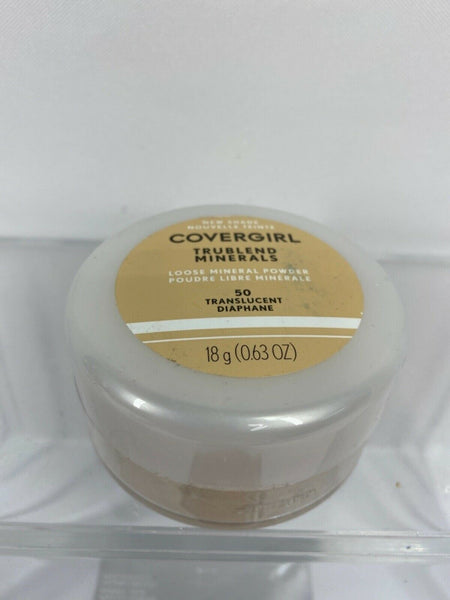 NEW SHADE
NOUVELLE TEINTE
COVERGIRL
TRUBLEND
MINERALS
LOOSE MINERAL POWDER
POUDRE LIBRE MINÉRALE
50
TRANSLUCENT
DIAPHANE
18 g (0.63 OZ)